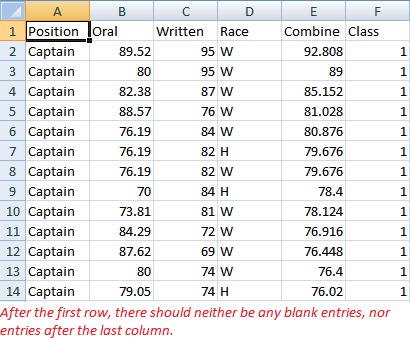 A B C D E F
1 Position Oral Written Race Combine Class
2 Captain 89.52 95 W 92.808 1
3 Captain 80 95 W 89 1
4 Captain 82.38 87 W 85.152 1
5 Captain 88.57 76 W 81.028 1
6 Captain 76.19 84 W 80.876 1
7 Captain 76.19 82 H 79.676 1
8 Captain 76.19 82 W 79.676 1
9 Captain 70 84 H 78.4 1
10 Captain 73.81 81 W 78.124 1
11 Captain 84.29 72 W 76.916 1
12 Captain 87.62 69 W 76.448 1
13 Captain 80 74 W 76.4 1
14 Captain 79.05 74 H 76.02 1
After the first row, there should neither be any blank entries, nor
entries after the last column.